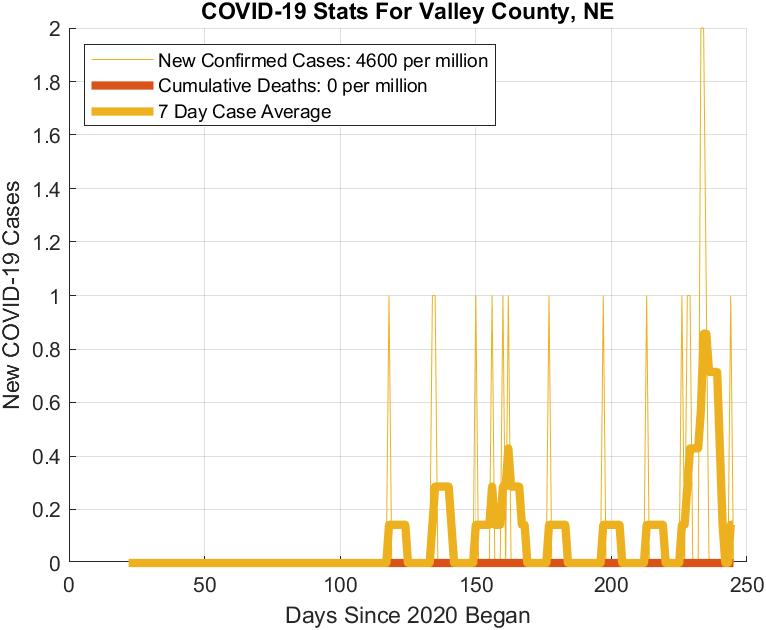 COVID-19 Stats For Valley County, NE
New Confirmed Cases: 4600 per million
Cumulative Deaths: 0 per million
7 Day Case Average
New COVID-19 Cases
2
1.8
1.6
1.4
1.2
1
0.8
0.6
0.4
0.2
0
0 50 100 150 200 250
Days Since 2020 Began